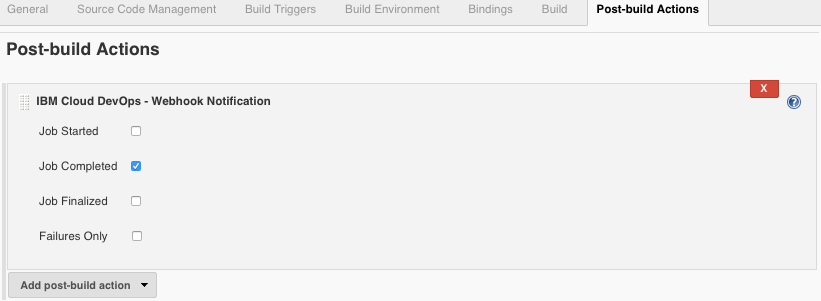 General Source Code Management Build Triggers Build Environment Bindings Build Post-build Actions
Post-build Actions
X
IBM Cloud DevOps - Webhook Notification
?
Job Started
Job Completed
Job Finalized
Failures Only
Add post-build action